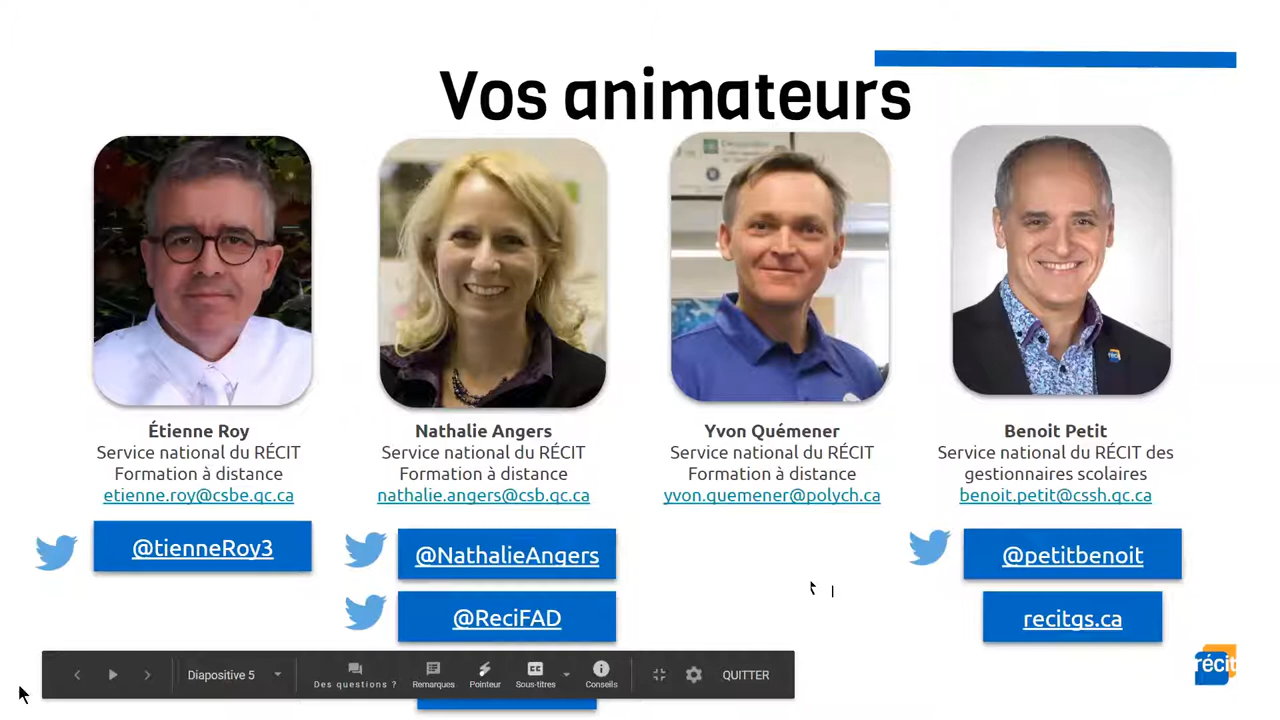 Vos animateurs
Étienne Roy
Service national du RÉCIT
Formation à distance
etienne.roy@csbe.qc.ca
@tienneRoy3
Nathalie Angers
Service national du RÉCIT
Formation à distance
nathalie.angers@csb.qc.ca
@NathalieAngers
@ReciFAD
Yvon Quémener
Service national du RÉCIT
Formation à distance
yvon.quemener@polych.ca
Benoit Petit
Service national du RÉCIT des
gestionnaires scolaires
benoit.petit@cssh.qc.ca
@petitbenoit
recitgs.ca
Diapositive 5
Des questions ?
Remarques
Pointeur
Sous-titres
Conseils
QUITTER
récit